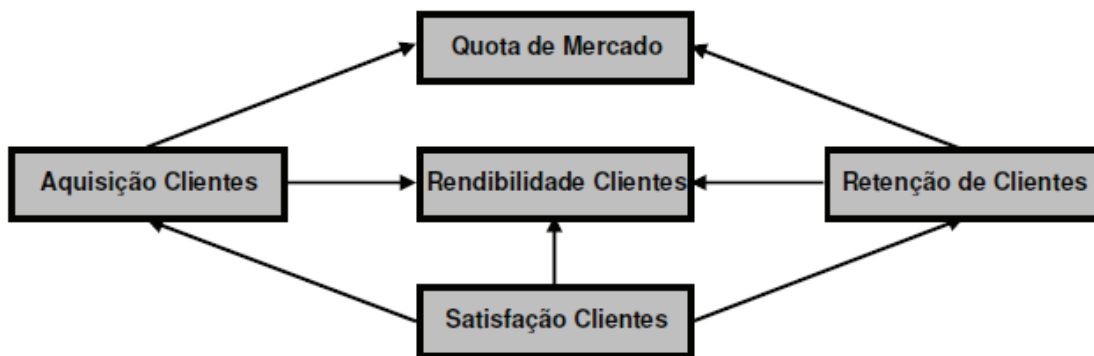 Quota de Mercado
Aquisição Clientes
Rendibilidade Clientes
Retenção de Clientes
Satisfação Clientes